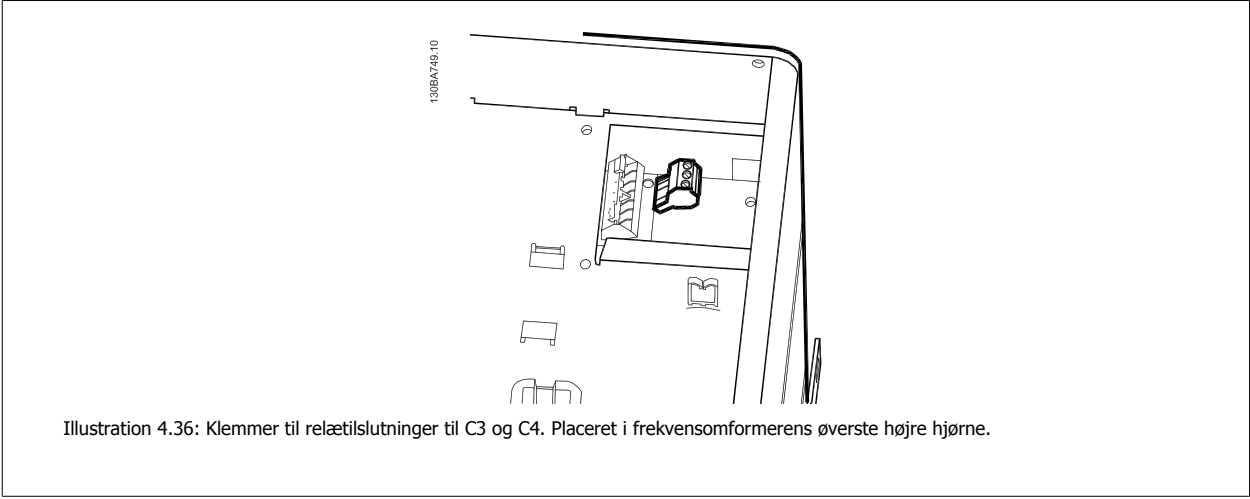 130BA749.10
Illustration 4.36: Klemmer til relætilslutninger til C3 og C4. Placeret i frekvensomformerens øverste højre hjørne.